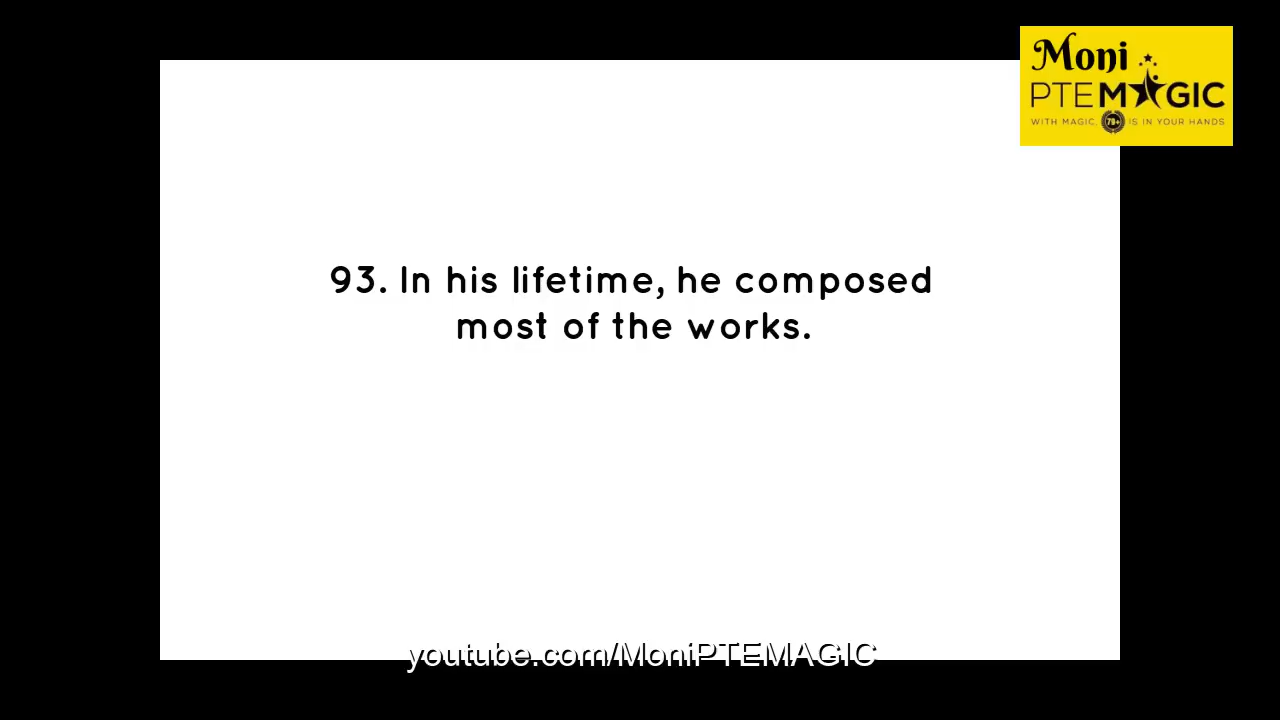 Moni
PTEMAGIC
WITH MAGIC, 79+ IS IN YOUR HANDS
93. In his lifetime, he composed
most of the works.
youtube.com/MoniPTEMAGIC